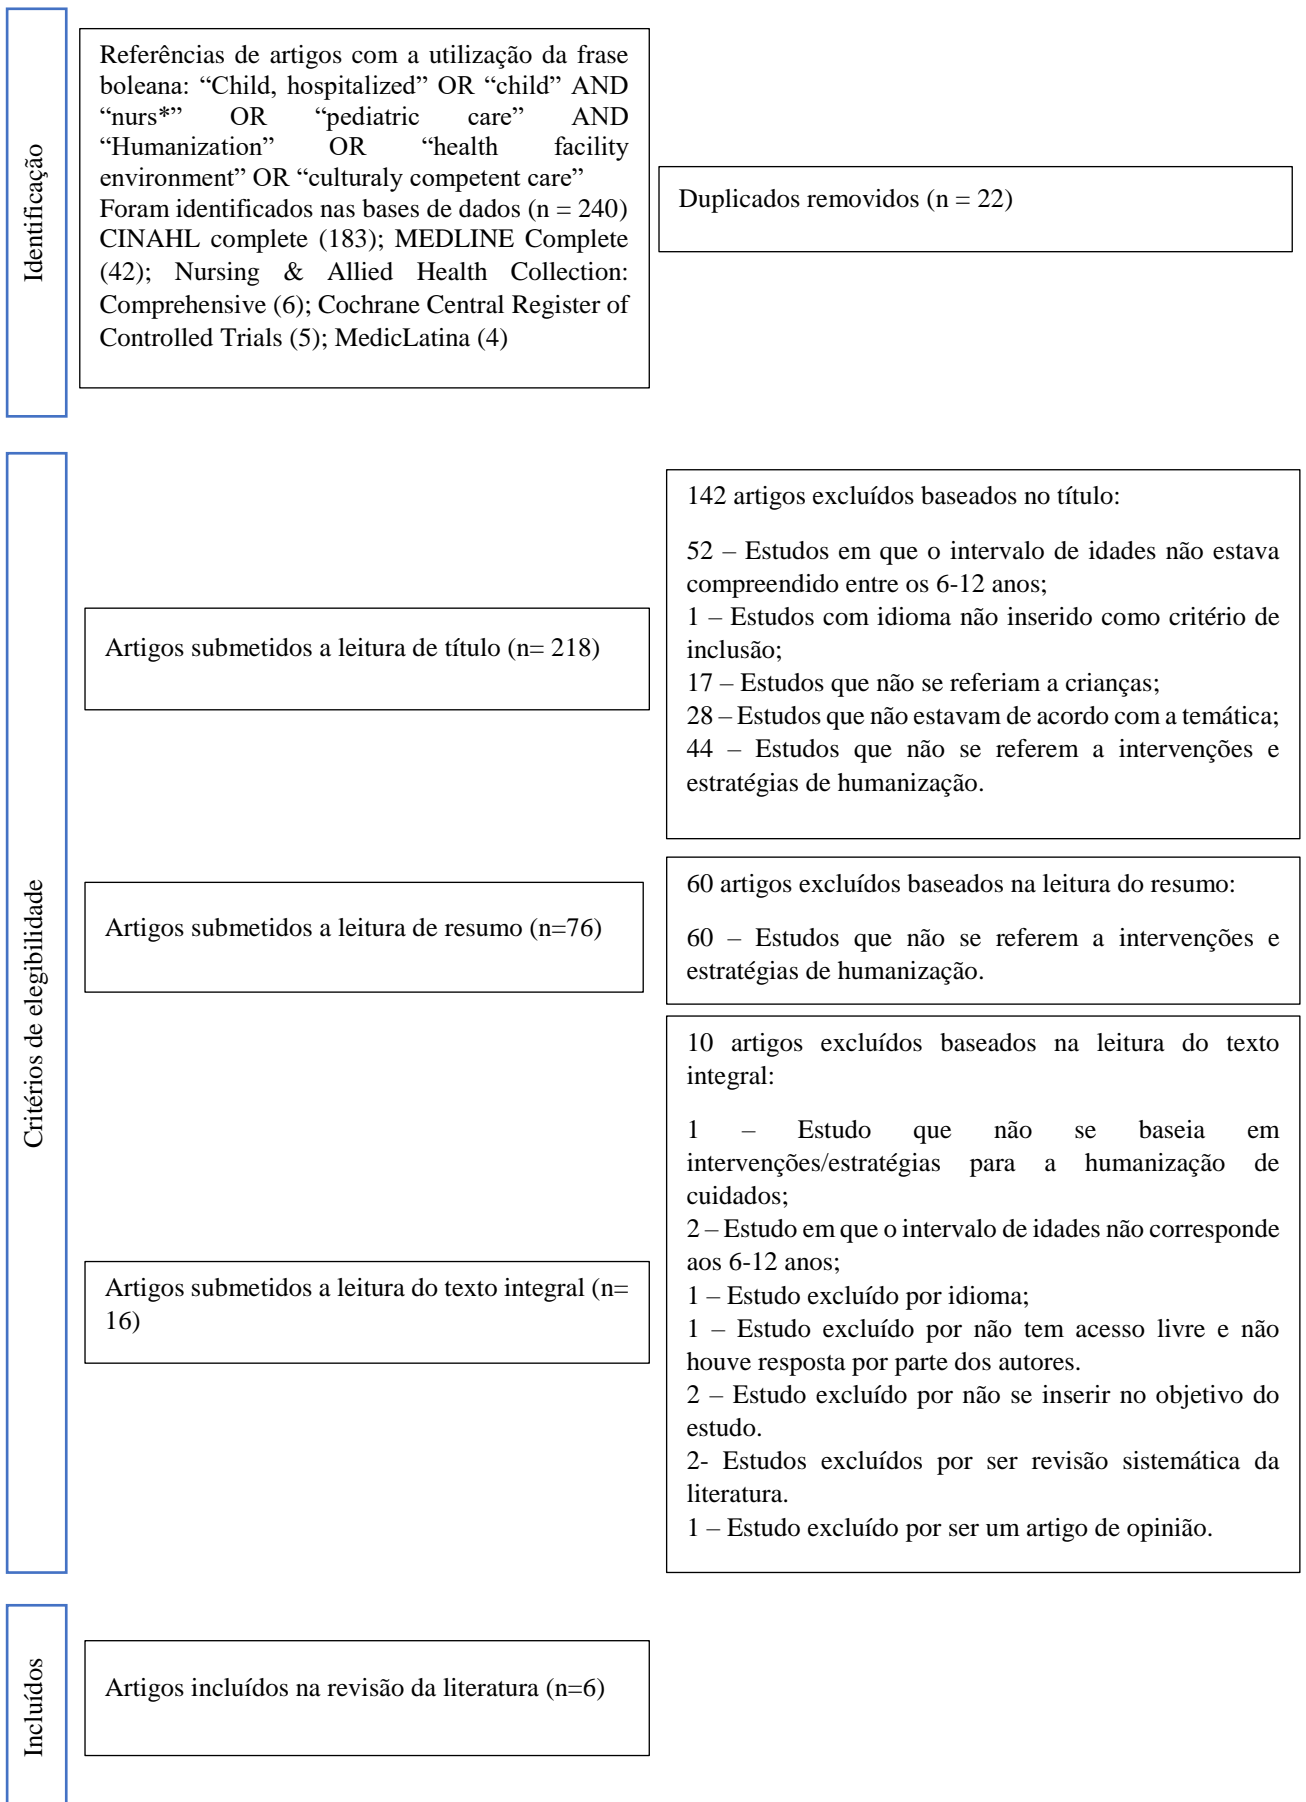 Identificação
Referências de artigos com a utilização da frase
boleana: “Child, hospitalized” OR “child” AND
“nurs*” OR “pediatric care” AND
“Humanization” OR “health facility
environment” OR “culturaly competent care”
Foram identificados nas bases de dados (n = 240)
CINAHL complete (183); MEDLINE Complete
(42); Nursing & Allied Health Collection:
Comprehensive (6); Cochrane Central Register of
Controlled Trials (5); MedicLatina (4)
Duplicados removidos (n = 22)
Critérios de elegibilidade
Artigos submetidos a leitura de título (n= 218)
142 artigos excluídos baseados no título:
52 – Estudos em que o intervalo de idades não estava
compreendido entre os 6-12 anos;
1 – Estudos com idioma não inserido como critério de
inclusão;
17 – Estudos que não se referiam a crianças;
28 – Estudos que não estavam de acordo com a temática;
44 – Estudos que não se referem a intervenções e
estratégias de humanização.
Artigos submetidos a leitura de resumo (n=76)
60 artigos excluídos baseados na leitura do resumo:
60 – Estudos que não se referem a intervenções e
estratégias de humanização.
Artigos submetidos a leitura do texto integral (n=
16)
10 artigos excluídos baseados na leitura do texto
integral:
1 – Estudo que não se baseia em
intervenções/estratégias para a humanização de
cuidados;
2 – Estudo em que o intervalo de idades não corresponde
aos 6-12 anos;
1 – Estudo excluído por idioma;
1 – Estudo excluído por não tem acesso livre e não
houve resposta por parte dos autores.
2 – Estudo excluído por não se inserir no objetivo do
estudo.
2- Estudos excluídos por ser revisão sistemática da
literatura.
1 – Estudo excluído por ser um artigo de opinião.
Incluídos
Artigos incluídos na revisão da literatura (n=6)